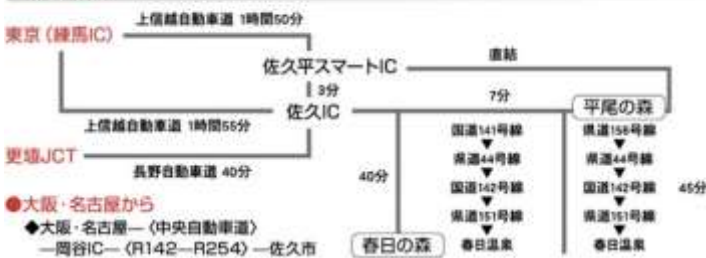 上信越自動車道 1時間50分
東京（練馬IC）
佐久平スマートIC
直結
3分
佐久IC
7分
平尾の森
上信越自動車道 1時間55分
更埴JCT
長野自動車道 40分
40分
国道141号線
▼
県道44号線
▼
国道142号線
▼
県道151号線
▼
春日温泉
県道156号線
▼
県道44号線
▼
国道142号線
▼
県道151号線
▼
春日温泉
45分
春日の森
●大阪・名古屋から
◆大阪・名古屋―〈中央自動車道〉
―岡谷IC―〈R142―R254〉―佐久市